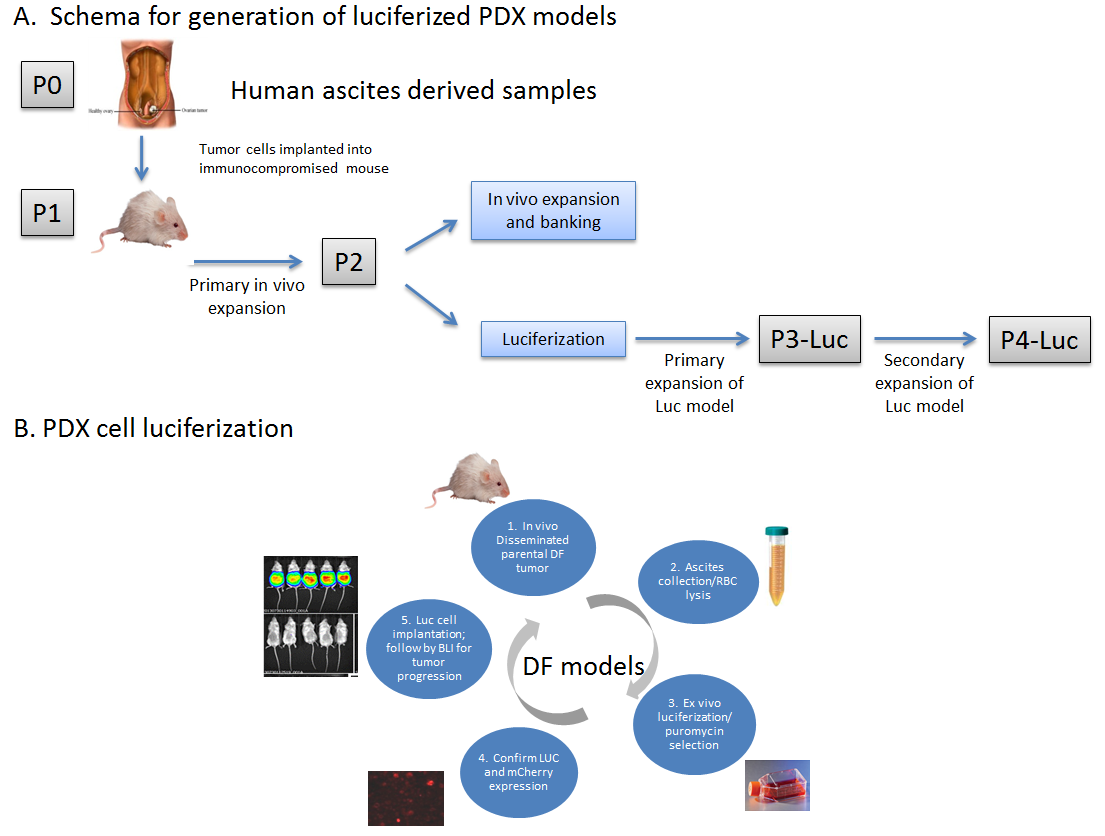 A.  Schema for generation of luciferized PDX models
P0
Healthy ovary
Ovarian tumor
Human ascites derived samples
Tumor cells implanted into
immunocompromised mouse
P1
In vivo expansion
and banking
P2
Primary in vivo
expansion
Luciferization
P3-Luc
P4-Luc
Primary
expansion of
Luc model
Secondary
expansion of
Luc model
B. PDX cell luciferization
1. In vivo
Disseminated
parental DF
tumor
2. Ascites
collection/RBC
lysis
3. Ex vivo
luciferization/
puromycin
selection
4. Confirm LUC
and mCherry
expression
5. Luc cell
implantation;
follow by BLI for
tumor
progression
DF models